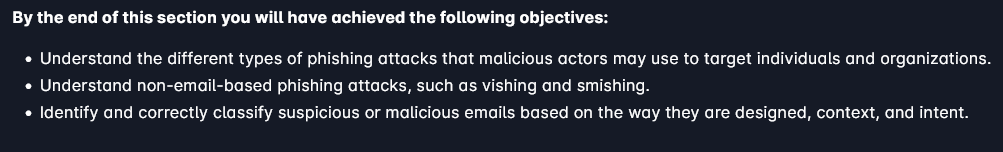 By the end of this section you will have achieved the following objectives:
• Understand the different types of phishing attacks that malicious actors may use to target individuals and organizations.
• Understand non-email-based phishing attacks, such as vishing and smishing.
• Identify and correctly classify suspicious or malicious emails based on the way they are designed, context, and intent.